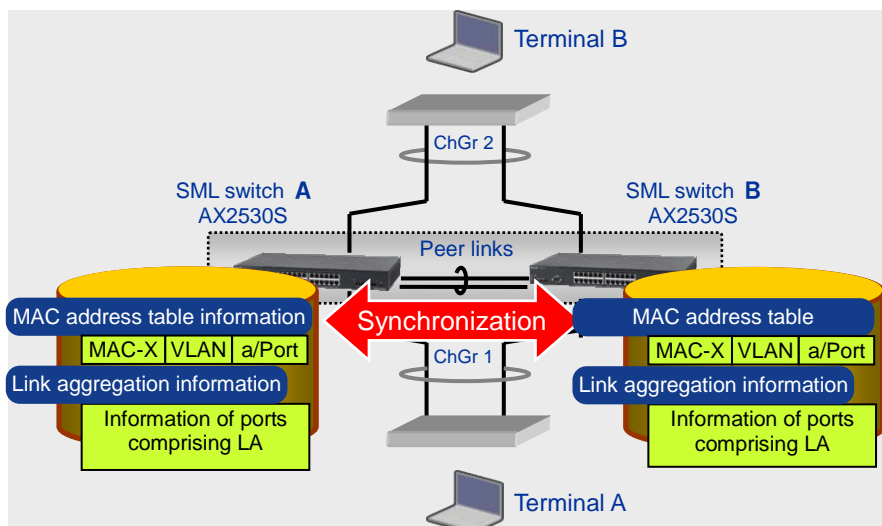 Terminal B
ChGr 2
SML switch A
AX2530S
SML switch B
AX2530S
Peer links
Synchronization
MAC address table information
MAC-X VLAN a/Port
Link aggregation information
Information of ports
comprising LA
MAC address table
MAC-X VLAN a/Port
Link aggregation information
Information of ports
comprising LA
ChGr 1
Terminal A